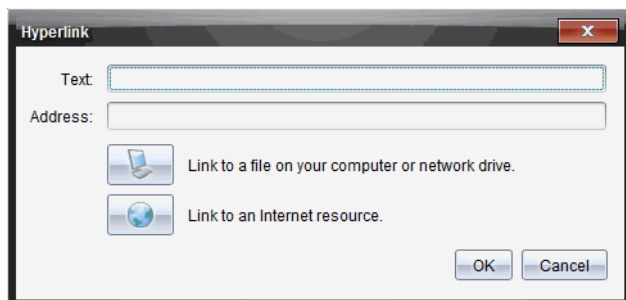 Hyperlink
Text:
Address:
Link to a file on your computer or network drive.
Link to an Internet resource.
OK Cancel